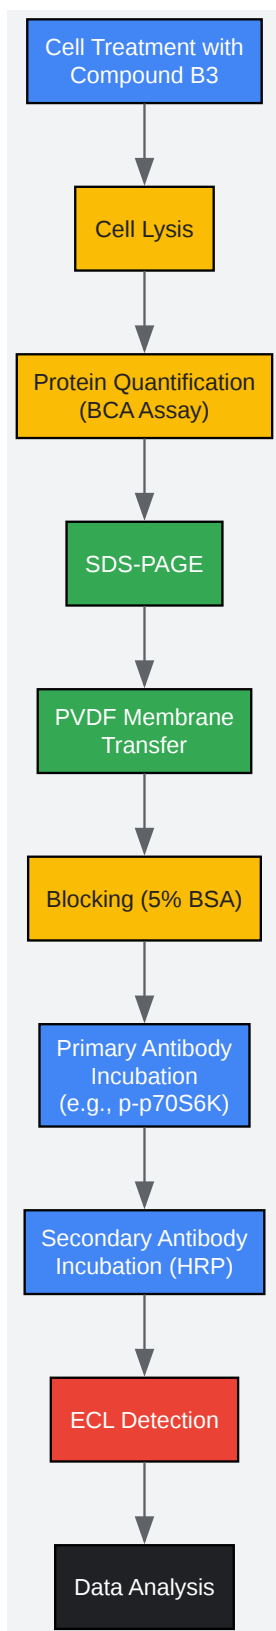 Cell Treatment with
Compound B3
Cell Lysis
Protein Quantification
(BCA Assay)
SDS-PAGE
PVDF Membrane
Transfer
Blocking (5% BSA)
Primary Antibody
Incubation
(e.g., p-p70S6K)
Secondary Antibody
Incubation (HRP)
ECL Detection
Data Analysis